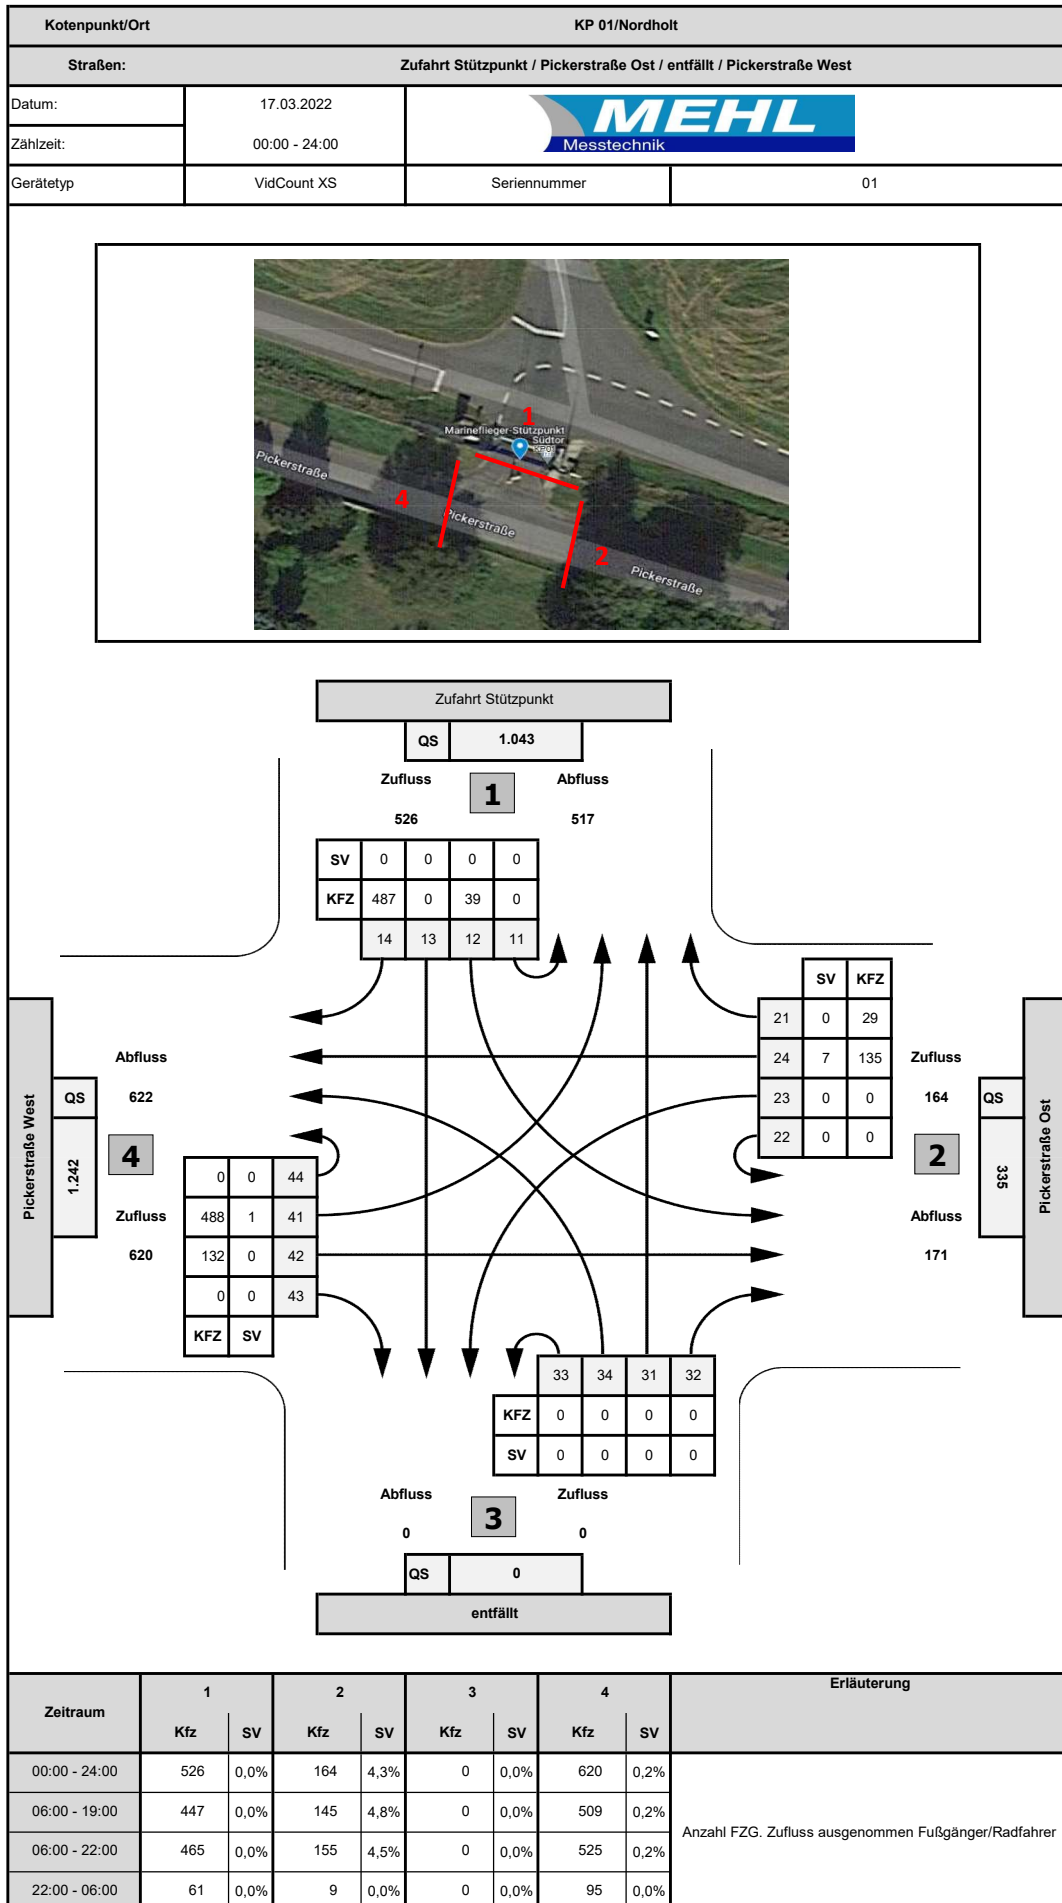 Kotenpunkt/Ort KP 01/Nordholt
Straßen: Zufahrt Stützpunkt / Pickerstraße Ost / entfällt / Pickerstraße West
Datum: 17.03.2022
MEHL
Messtechnik
Zählzeit: 00:00 - 24:00
Gerätetyp VidCount XS Seriennummer 01
1
Marineflieger-Stützpunkt
Südtor
KP01
Pickerstraße
4
Pickerstraße
2
Pickerstraße
Zufahrt Stützpunkt
QS 1.043
Zufluss 1 Abfluss
526 517
SV 0 0 0 0
KFZ 487 0 39 0
14 13 12 11
SV KFZ
21 0 29
24 7 135
23 0 0
22 0 0
Zufluss
164
2
Abfluss
171
QS
335
Pickerstraße Ost
Pickerstraße West
QS
1.242
Abfluss
622
4
Zufluss
620
0 0 44
488 1 41
132 0 42
0 0 43
KFZ SV
33 34 31 32
KFZ 0 0 0 0
SV 0 0 0 0
Abfluss 3 Zufluss
0 0
QS 0
entfällt
Zeitraum 1 2 3 4 Erläuterung
Kfz SV Kfz SV Kfz SV Kfz SV
00:00 - 24:00 526 0,0% 164 4,3% 0 0,0% 620 0,2%
06:00 - 19:00 447 0,0% 145 4,8% 0 0,0% 509 0,2%
Anzahl FZG. Zufluss ausgenommen Fußgänger/Radfahrer
06:00 - 22:00 465 0,0% 155 4,5% 0 0,0% 525 0,2%
22:00 - 06:00 61 0,0% 9 0,0% 0 0,0% 95 0,0%